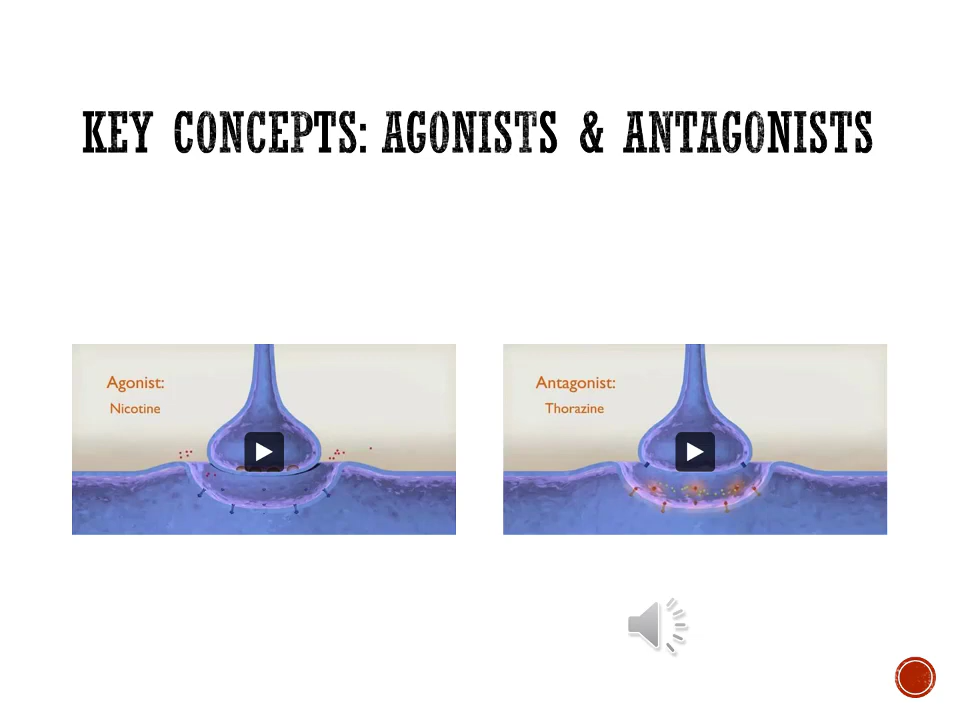 KEY CONCEPTS: AGONISTS & ANTAGONISTS
Agonist:
Nicotine
Antagonist:
Thorazine